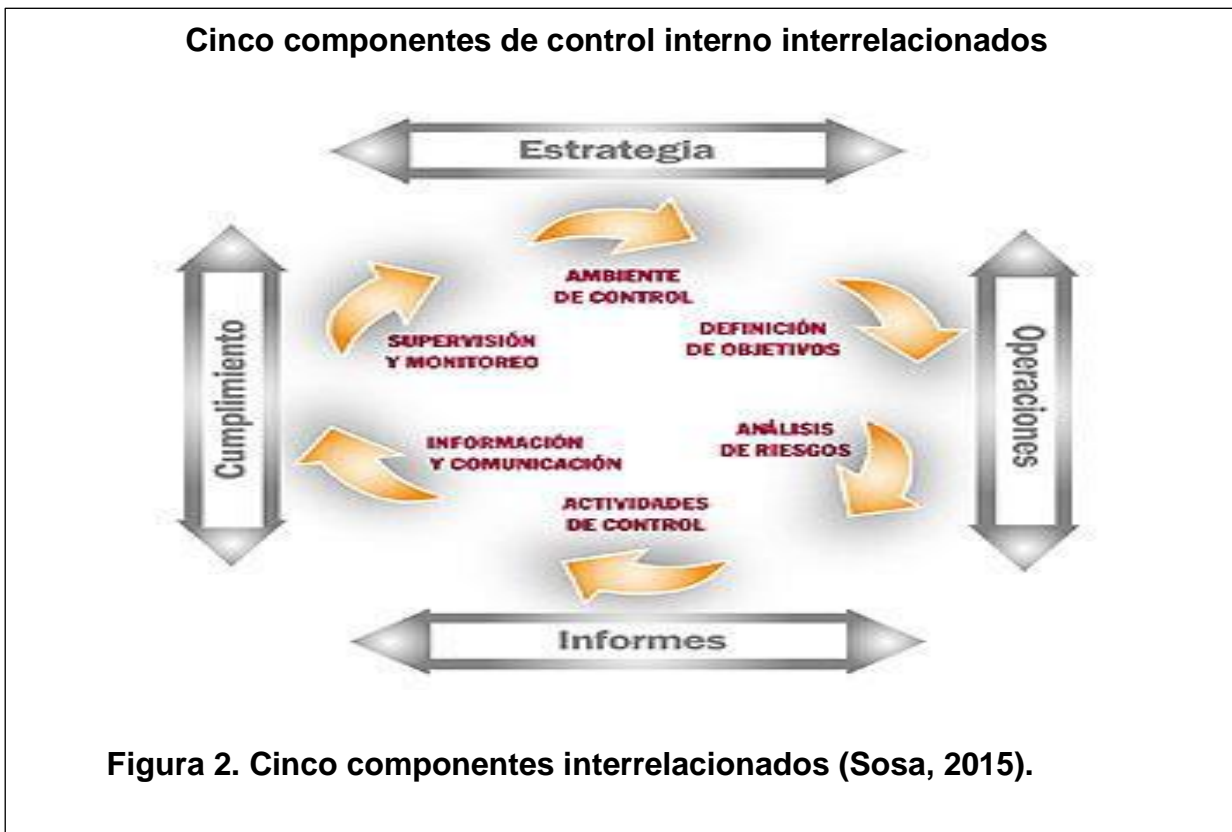 Cinco componentes de control interno interrelacionados
Estrategia
AMBIENTE
DE CONTROL
DEFINICIÓN
DE OBJETIVOS
Operaciones
ANÁLISIS
DE RIESGOS
ACTIVIDADES
DE CONTROL
INFORMACIÓN
Y COMUNICACIÓN
SUPERVISIÓN
Y MONITOREO
Cumplimiento
Informes
Figura 2. Cinco componentes interrelacionados (Sosa, 2015).